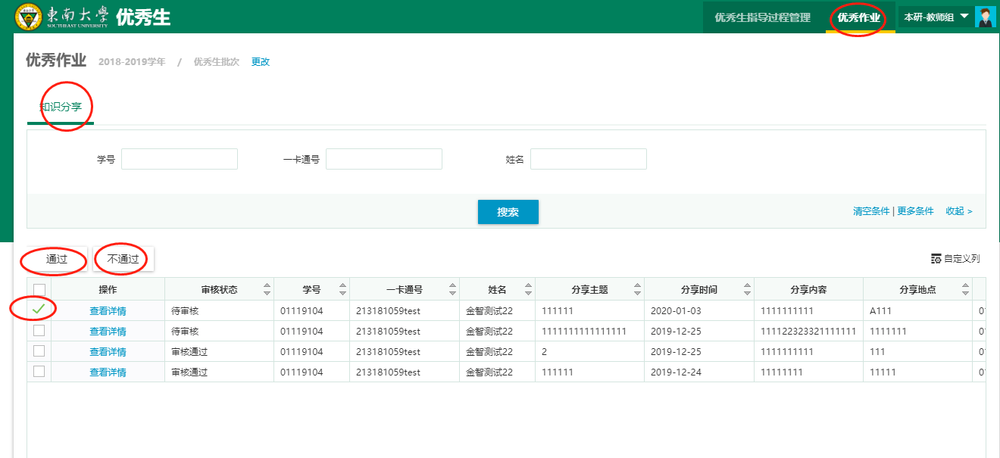 東南大學 优秀生 优秀生指导过程管理 优秀作业 本研-教师组
SOUTHEAST UNIVERSITY
优秀作业 2018-2019学年 / 优秀生批次 更改
知识分享
学号 一卡通号 姓名
搜索 清空条件 | 更多条件 收起 >
通过 不通过 自定义列
操作 审核状态 学号 一卡通号 姓名 分享主题 分享时间 分享内容 分享地点
查看详情 待审核 01119104 213181059test 金智测试22 111111 2020-01-03 1111111111 A111 0
查看详情 待审核 01119104 213181059test 金智测试22 1111111111111111 2019-12-25 111122323321111111 1111111 0
查看详情 审核通过 01119104 213181059test 金智测试22 2 2019-12-25 1111111111 111 0
查看详情 审核通过 01119104 213181059test 金智测试22 111111 2019-12-24 11111111 11111 0